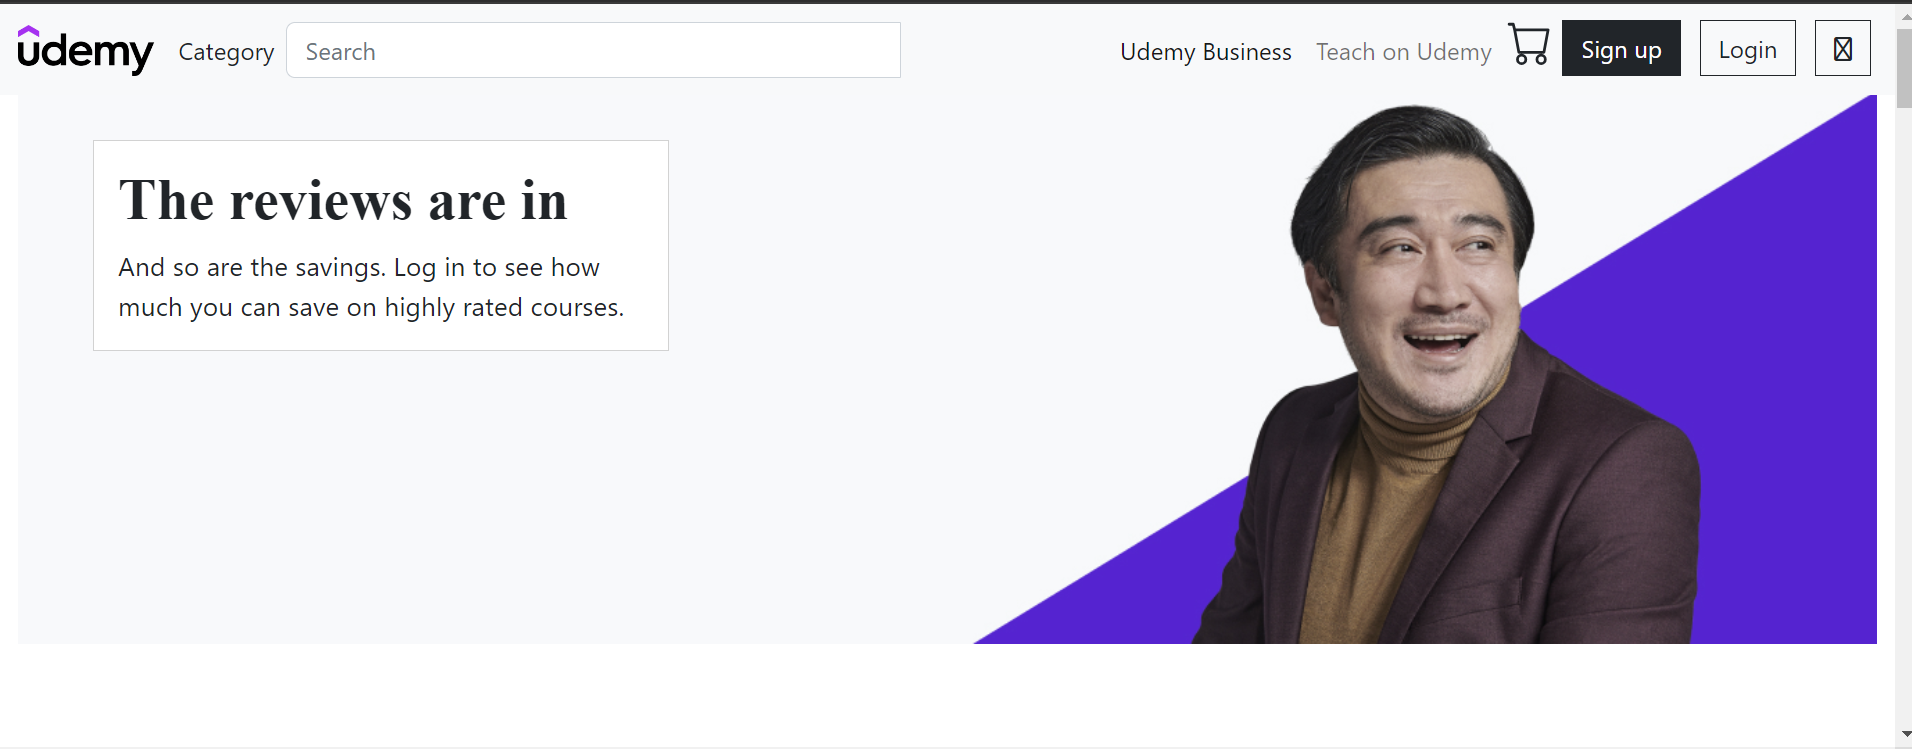 udemy
Category
Search
Udemy Business
Teach on Udemy
Sign up
Login
The reviews are in
And so are the savings. Log in to see how
much you can save on highly rated courses.